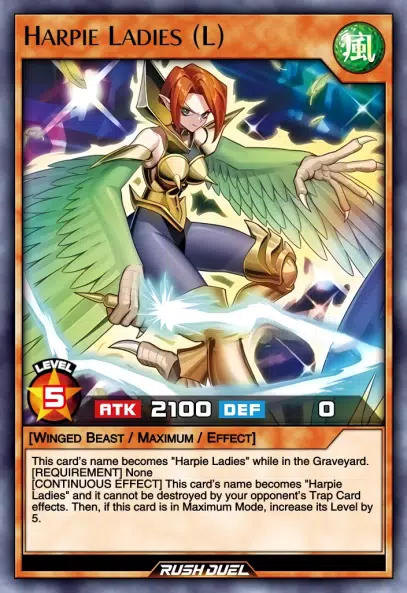 HARPIE LADIES (L)
風
LEVEL
5
ATK 2100 DEF 0
[WINGED BEAST / MAXIMUM / EFFECT]
This card's name becomes "Harpie Ladies" while in the Graveyard.
[REQUIREMENT] None
[CONTINUOUS EFFECT] This card's name becomes "Harpie
Ladies" and it cannot be destroyed by your opponent's Trap Card
effects. Then, if this card is in Maximum Mode, increase its Level by
5.
RUSH DUEL